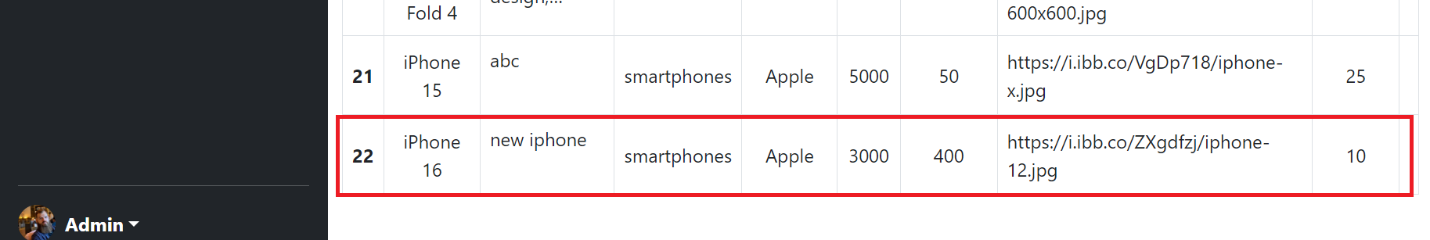 design,...
Fold 4
600x600.jpg
21
iPhone
15
abc
smartphones
Apple
5000
50
https://i.ibb.co/VgDp718/iphone-
x.jpg
25
22
iPhone
16
new iphone
smartphones
Apple
3000
400
https://i.ibb.co/ZXgdfzj/iphone-
12.jpg
10
Admin